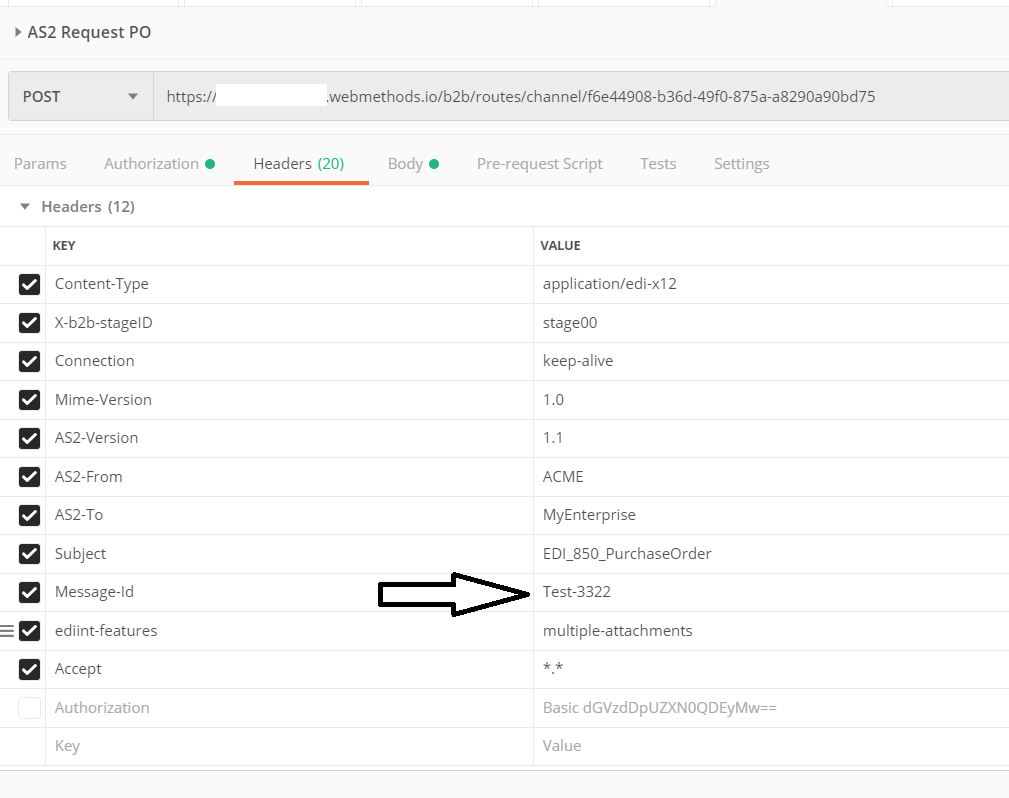 AS2 Request PO
POST https:// .webmethods.io/b2b/routes/channel/f6e44908-b36d-49f0-875a-a8290a90bd75
Params Authorization Headers (20) Body Pre-request Script Tests Settings
Headers (12)
KEY VALUE
Content-Type application/edi-x12
X-b2b-stageID stage00
Connection keep-alive
Mime-Version 1.0
AS2-Version 1.1
AS2-From ACME
AS2-To MyEnterprise
Subject EDI_850_PurchaseOrder
Message-Id Test-3322
ediint-features multiple-attachments
Accept *.*
Authorization Basic dGVzdDpUZXN0QDEyMw==
Key Value